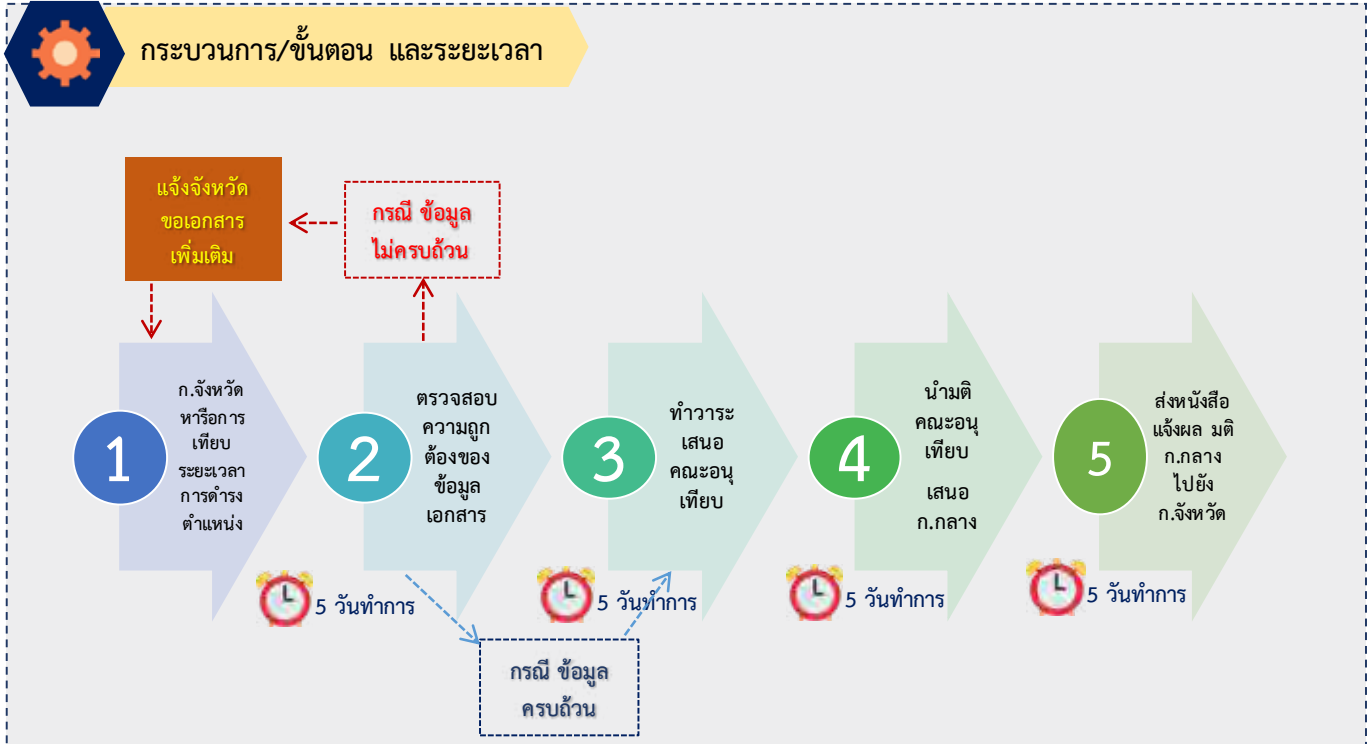 กระบวนการ/ขั้นตอน และระยะเวลา
แจ้งจังหวัด
ขอเอกสาร
เพิ่มเติม
กรณี ข้อมูล
ไม่ครบถ้วน
1
ก.จังหวัด
หารือการ
เทียบ
ระยะเวลา
การดำรง
ตำแหน่ง
2
ตรวจสอบ
ความถูก
ต้องของ
ข้อมูล
เอกสาร
3
ทำวาระ
เสนอ
คณะอนุ
เทียบ
4
นำมติ
คณะอนุ
เทียบ
เสนอ
ก.กลาง
5
ส่งหนังสือ
แจ้งผล มติ
ก.กลาง
ไปยัง
ก.จังหวัด
5 วันทำการ
5 วันทำการ
5 วันทำการ
5 วันทำการ
กรณี ข้อมูล
ครบถ้วน